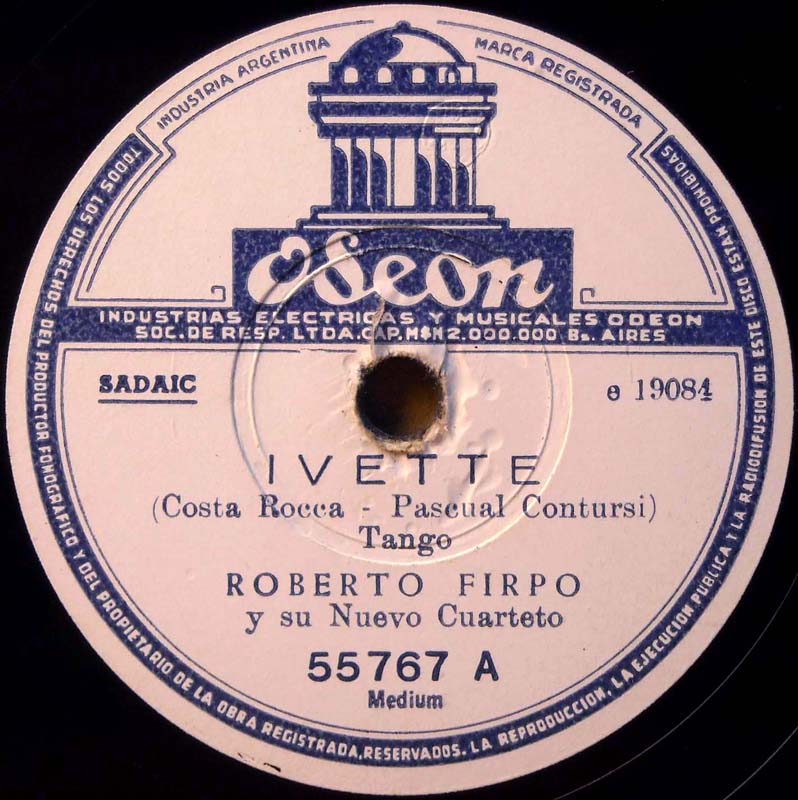 INDUSTRIA ARGENTINA
MARCA REGISTRADA
Odeon
INDUSTRIAS ELECTRICAS Y MUSICALES ODEON
SOC. DE RESP. LTDA. CAP. M$N 2.000.000 Bs. AIRES
SADAIC
e 19084
IVETTE
(Costa Rocca - Pascual Contursi)
Tango
ROBERTO FIRPO
y su Nuevo Cuarteto
55767 A
Medium
TODOS LOS DERECHOS DEL PRODUCTOR FONOGRAFICO Y DEL PROPIETARIO DE LA OBRA REGISTRADA, RESERVADOS. LA REPRODUCCION, LA EJECUCION PUBLICA Y LA RADIODIFUSION DE ESTE DISCO ESTAN PROHIBIDAS